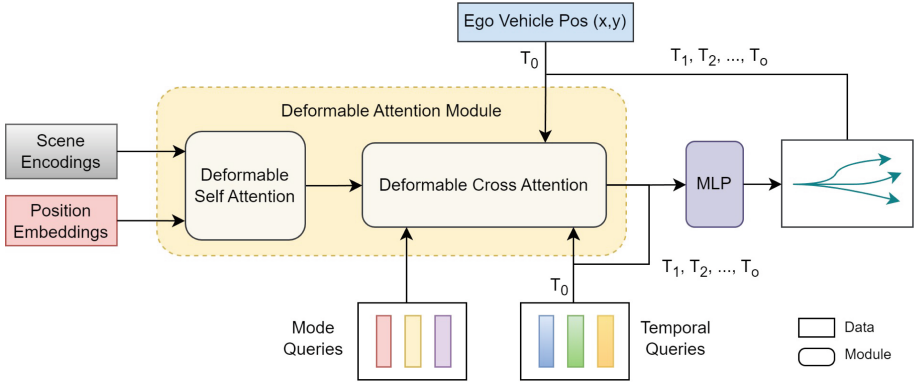 Ego Vehicle Pos (x,y)
T0
T1, T2, ..., To
Deformable Attention Module
Scene
Encodings
Position
Embeddings
Deformable
Self Attention
Deformable Cross Attention
MLP
T0
T1, T2, ..., To
Mode
Queries
Temporal
Queries
Data
Module